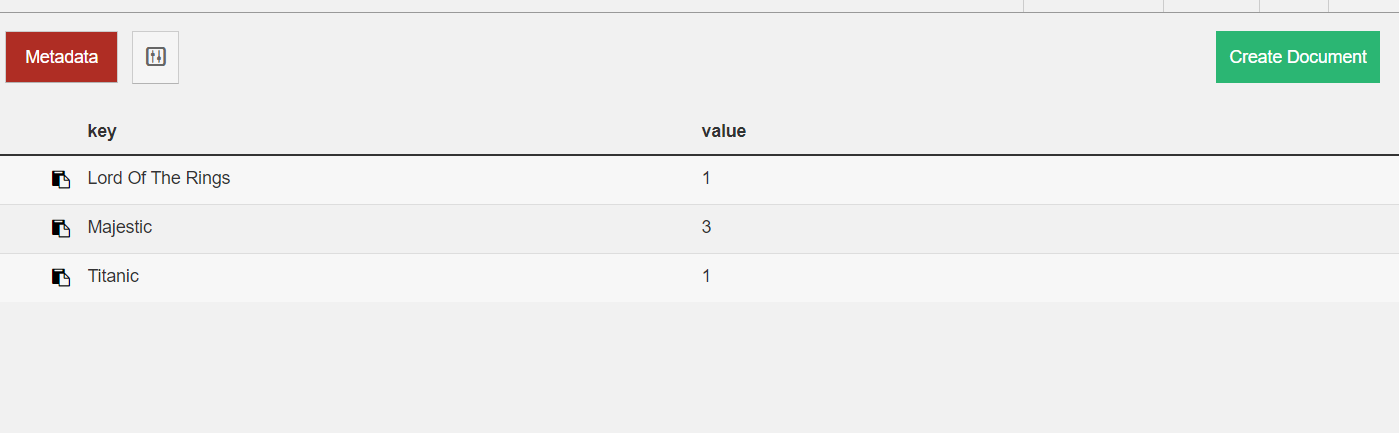 Metadata
Create Document
key value
Lord Of The Rings 1
Majestic 3
Titanic 1